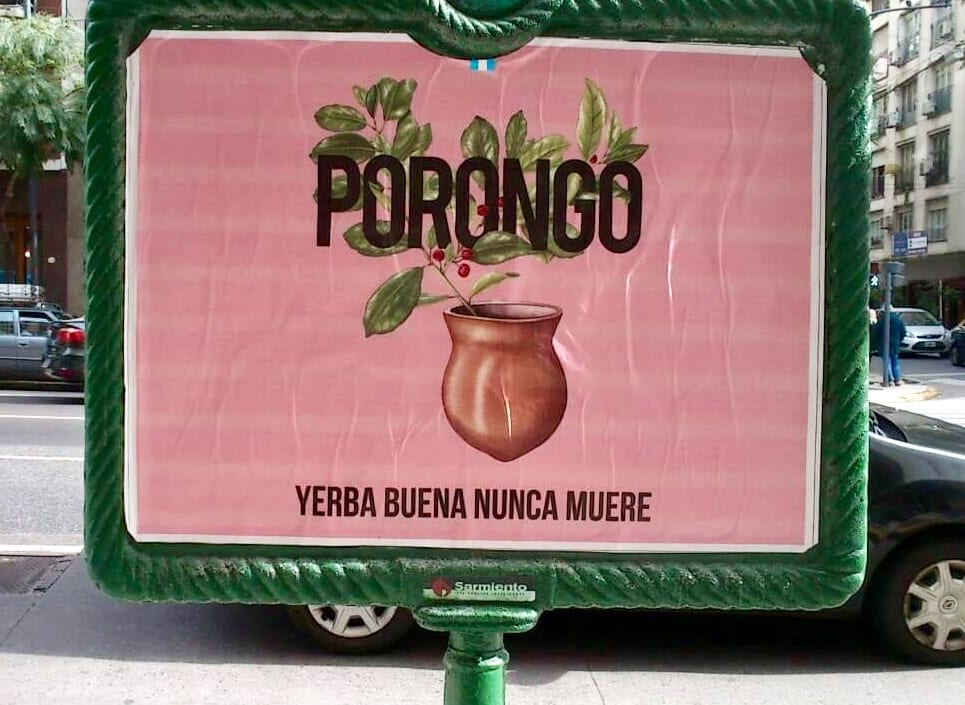 PORONGO
YERBA BUENA NUNCA MUERE
Sarmiento